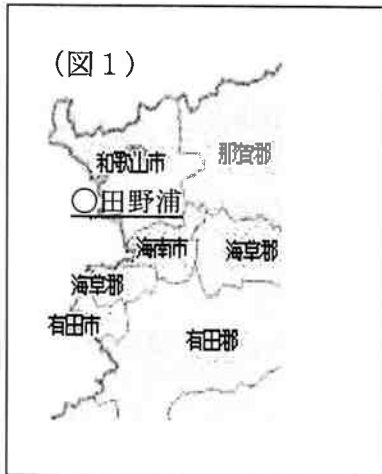 (図1)
那賀郡
和歌山市
○田野浦
海南市
海草郡
海草郡
有田市
有田郡